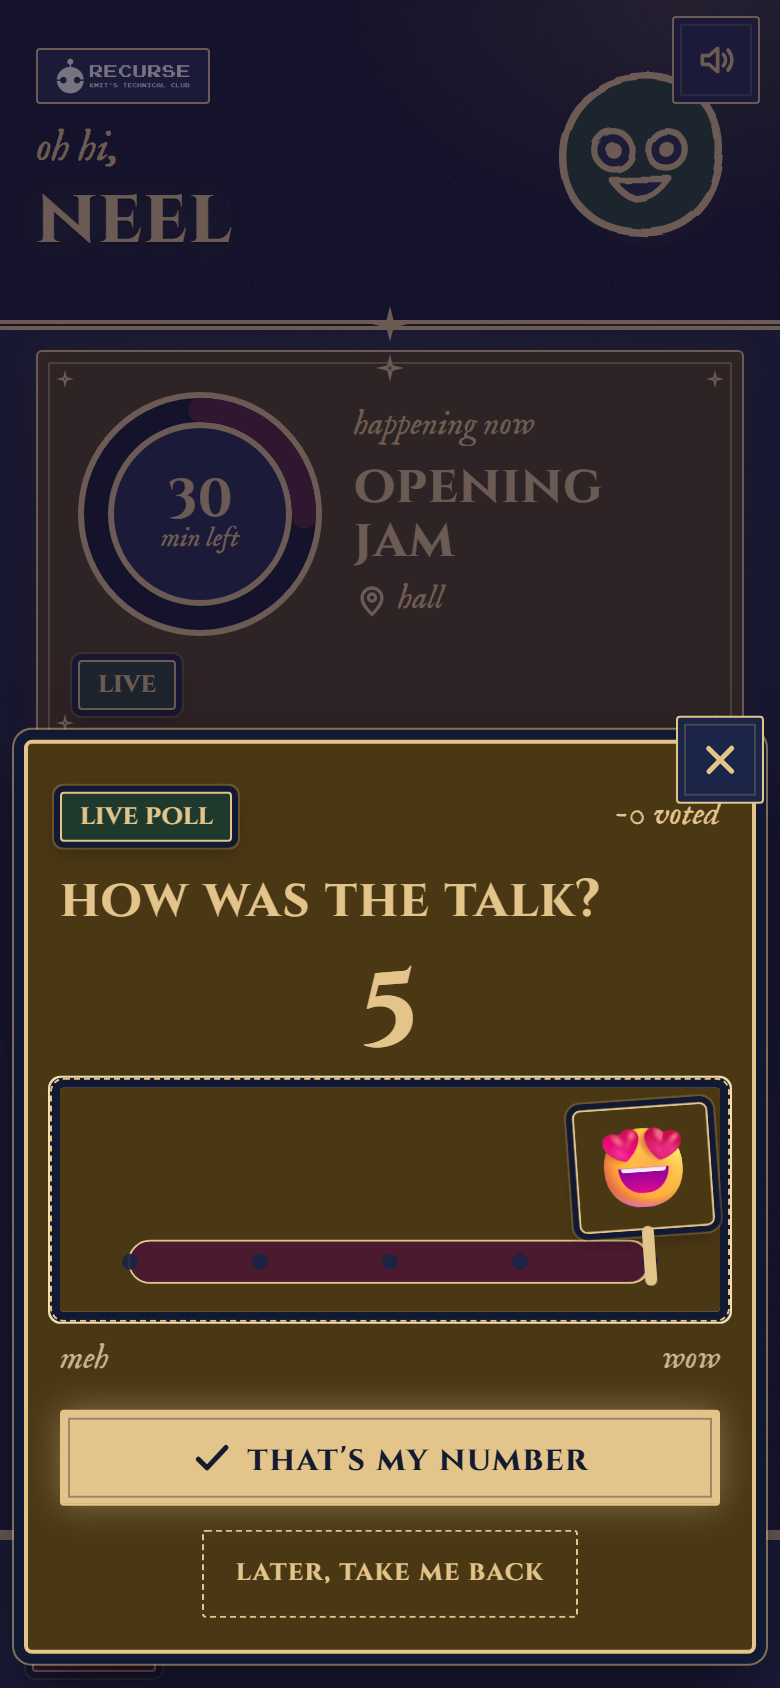 RECURSE
KMIT'S TECHNICAL CLUB
oh hi,
NEEL
30
min left
happening now
OPENING
JAM
hall
LIVE
LIVE POLL
-0 voted
HOW WAS THE TALK?
5
meh
wow
THAT'S MY NUMBER
LATER, TAKE ME BACK